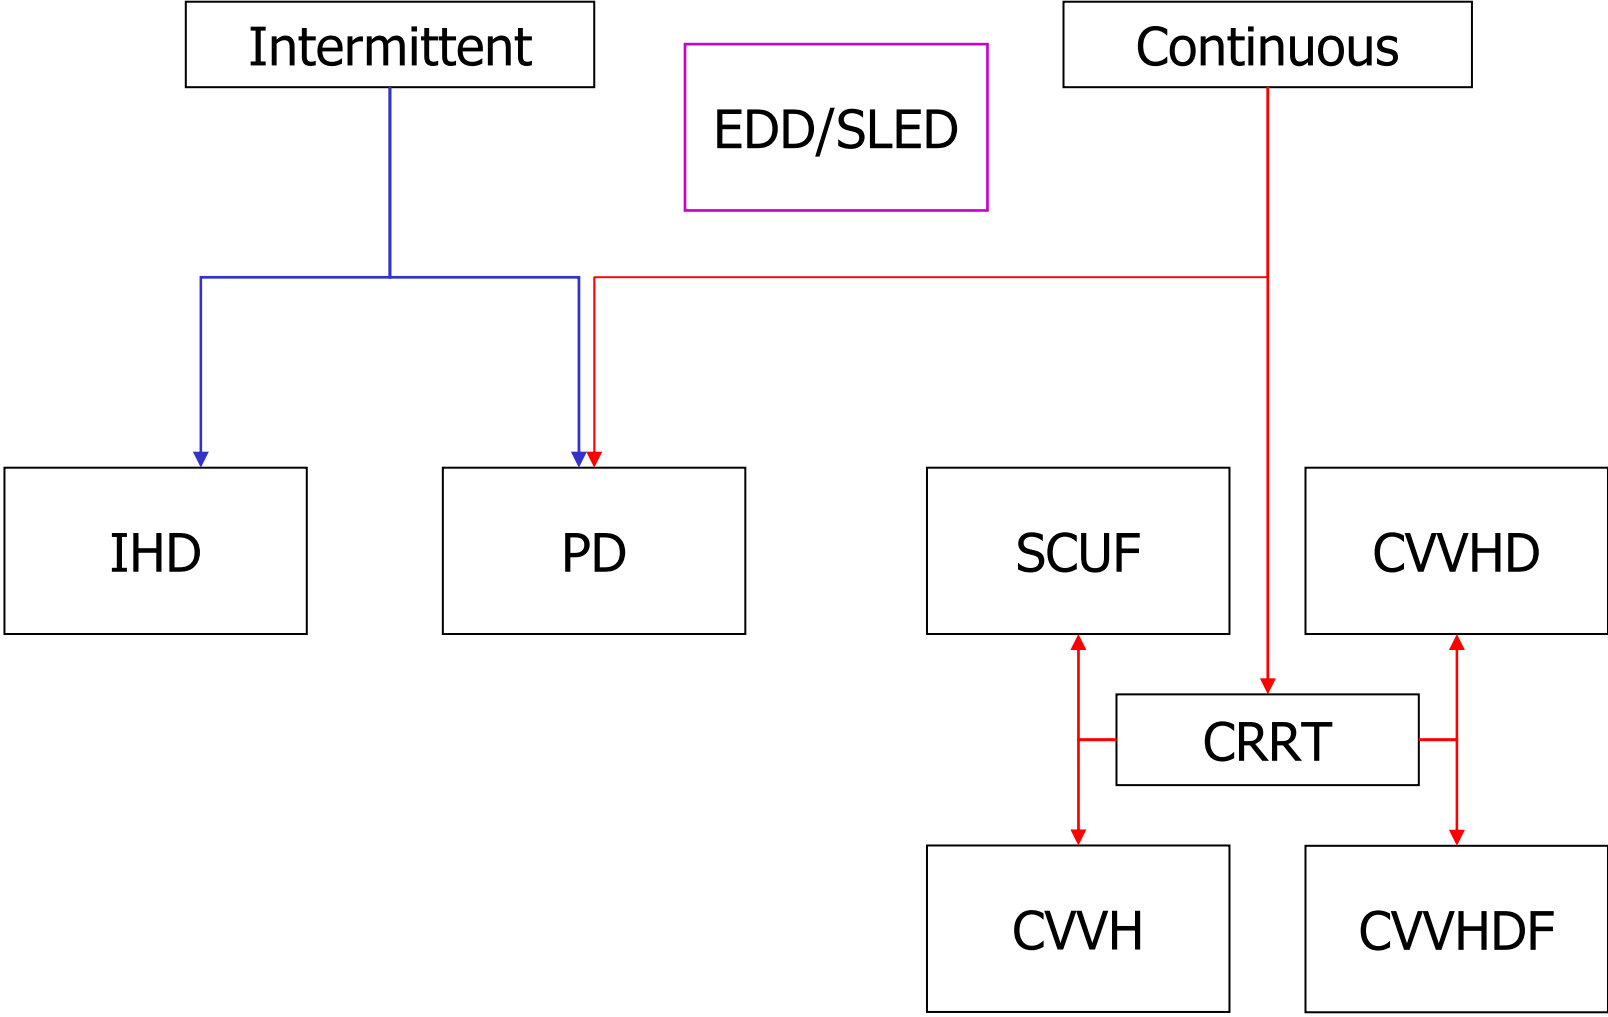 Intermittent
Continuous
EDD/SLED
IHD
PD
SCUF
CVVHD
CRRT
CVVH
CVVHDF